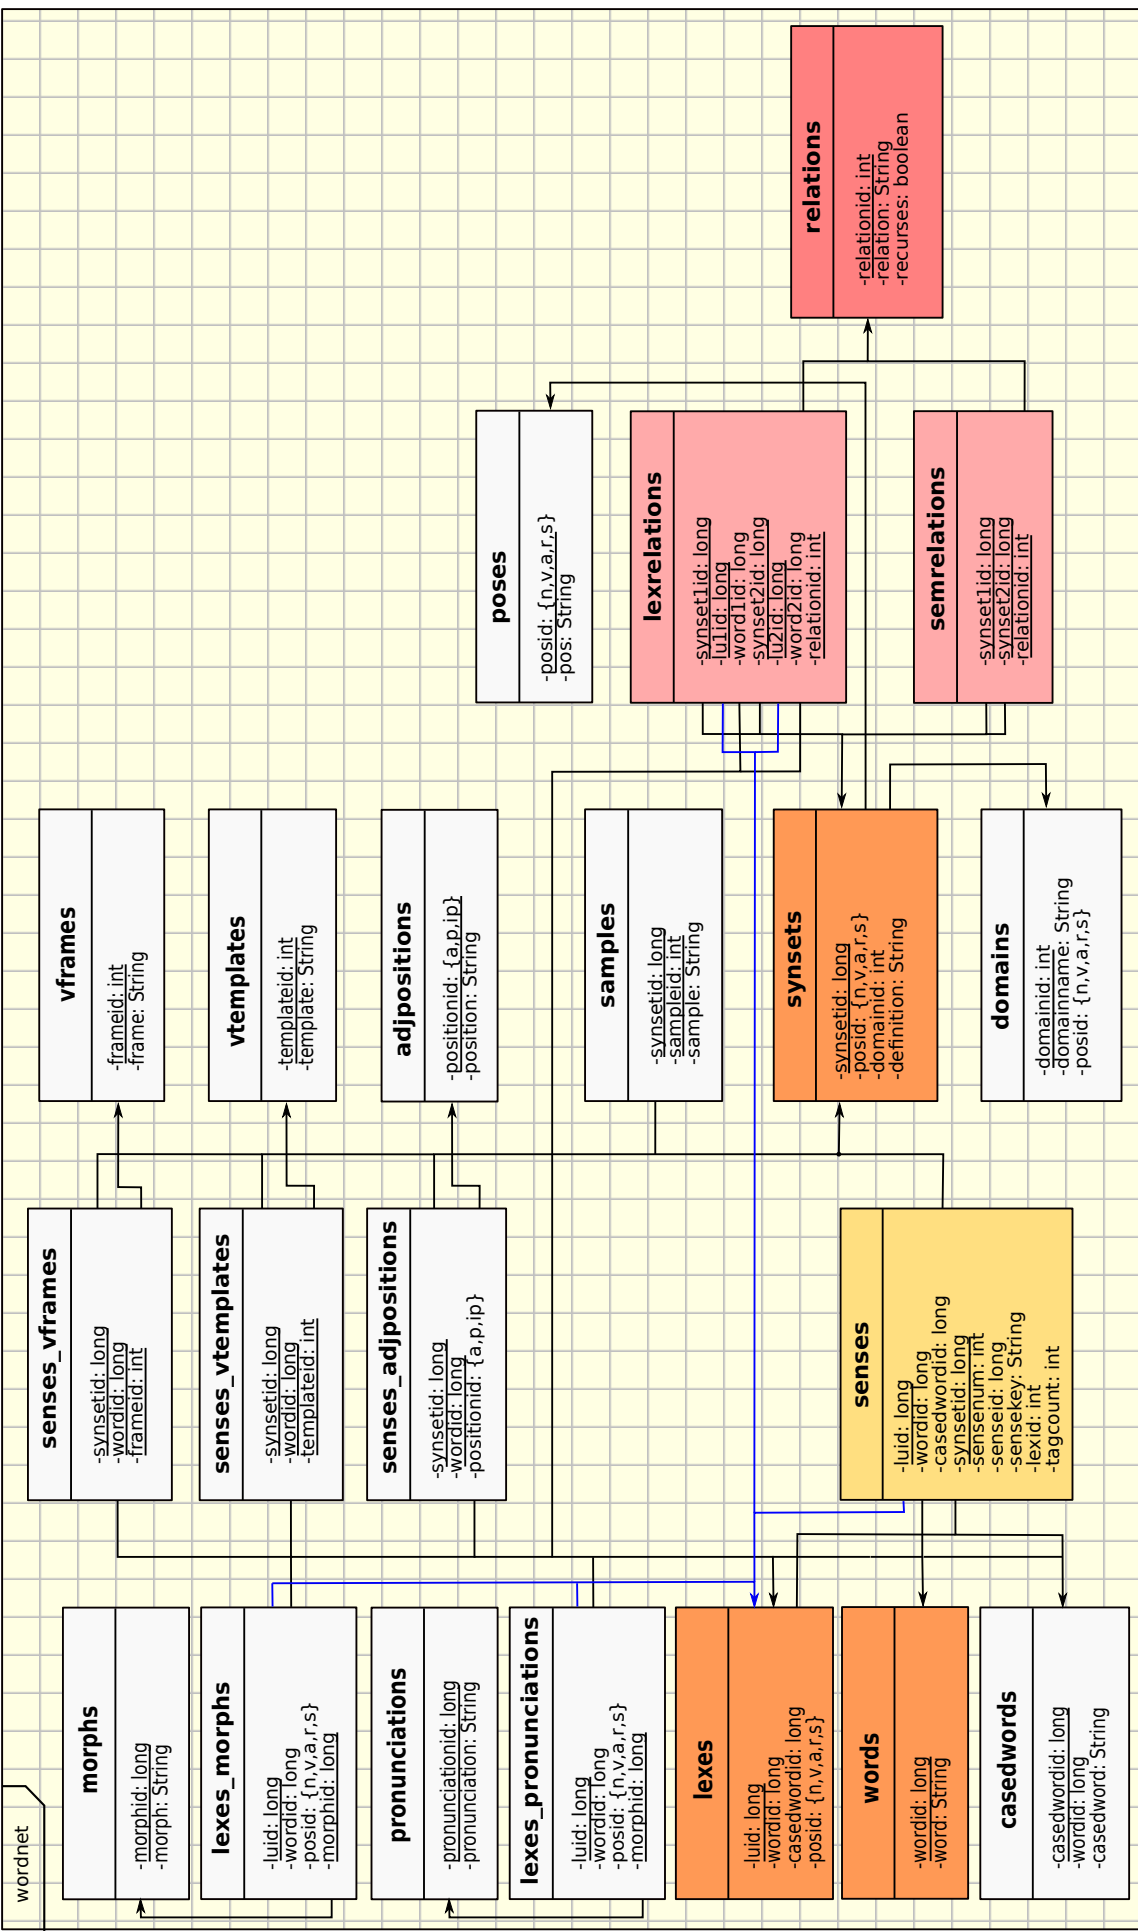 wordnet
morphs
-morphid: long
-morph: String
lexes_morphs
-luid: long
-wordid: long
-posid: {n,v,a,r,s}
-morphid: long
pronunciations
-pronunciationid: long
-pronunciation: String
lexes_pronunciations
-luid: long
-wordid: long
-posid: {n,v,a,r,s}
-morphid: long
lexes
-luid: long
-wordid: long
-casedwordid: long
-posid: {n,v,a,r,s}
words
-wordid: long
-word: String
casedwords
-casedwordid: long
-wordid: long
-casedword: String
senses_vframes
-synsetid: long
-wordid: long
-frameid: int
senses_vtemplates
-synsetid: long
-wordid: long
-templateid: int
senses_adjpositions
-synsetid: long
-wordid: long
-positionid: {a,p,ip}
senses
-luid: long
-wordid: long
-casedwordid: long
-synsetid: long
-sensenum: int
-senseid: long
-sensekey: String
-lexid: int
-tagcount: int
vframes
-frameid: int
-frame: String
vtemplates
-templateid: int
-template: String
adjpositions
-positionid: {a,p,ip}
-position: String
samples
-synsetid: long
-sampleid: int
-sample: String
synsets
-synsetid: long
-posid: {n,v,a,r,s}
-domainid: int
-definition: String
domains
-domainid: int
-domainname: String
-posid: {n,v,a,r,s}
poses
-posid: {n,v,a,r,s}
-pos: String
lexrelations
-synset1id: long
-lu1id: long
-word1id: long
-synset2id: long
-lu2id: long
-word2id: long
-relationid: int
semrelations
-synset1id: long
-synset2id: long
-relationid: int
relations
-relationid: int
-relation: String
-recurses: boolean